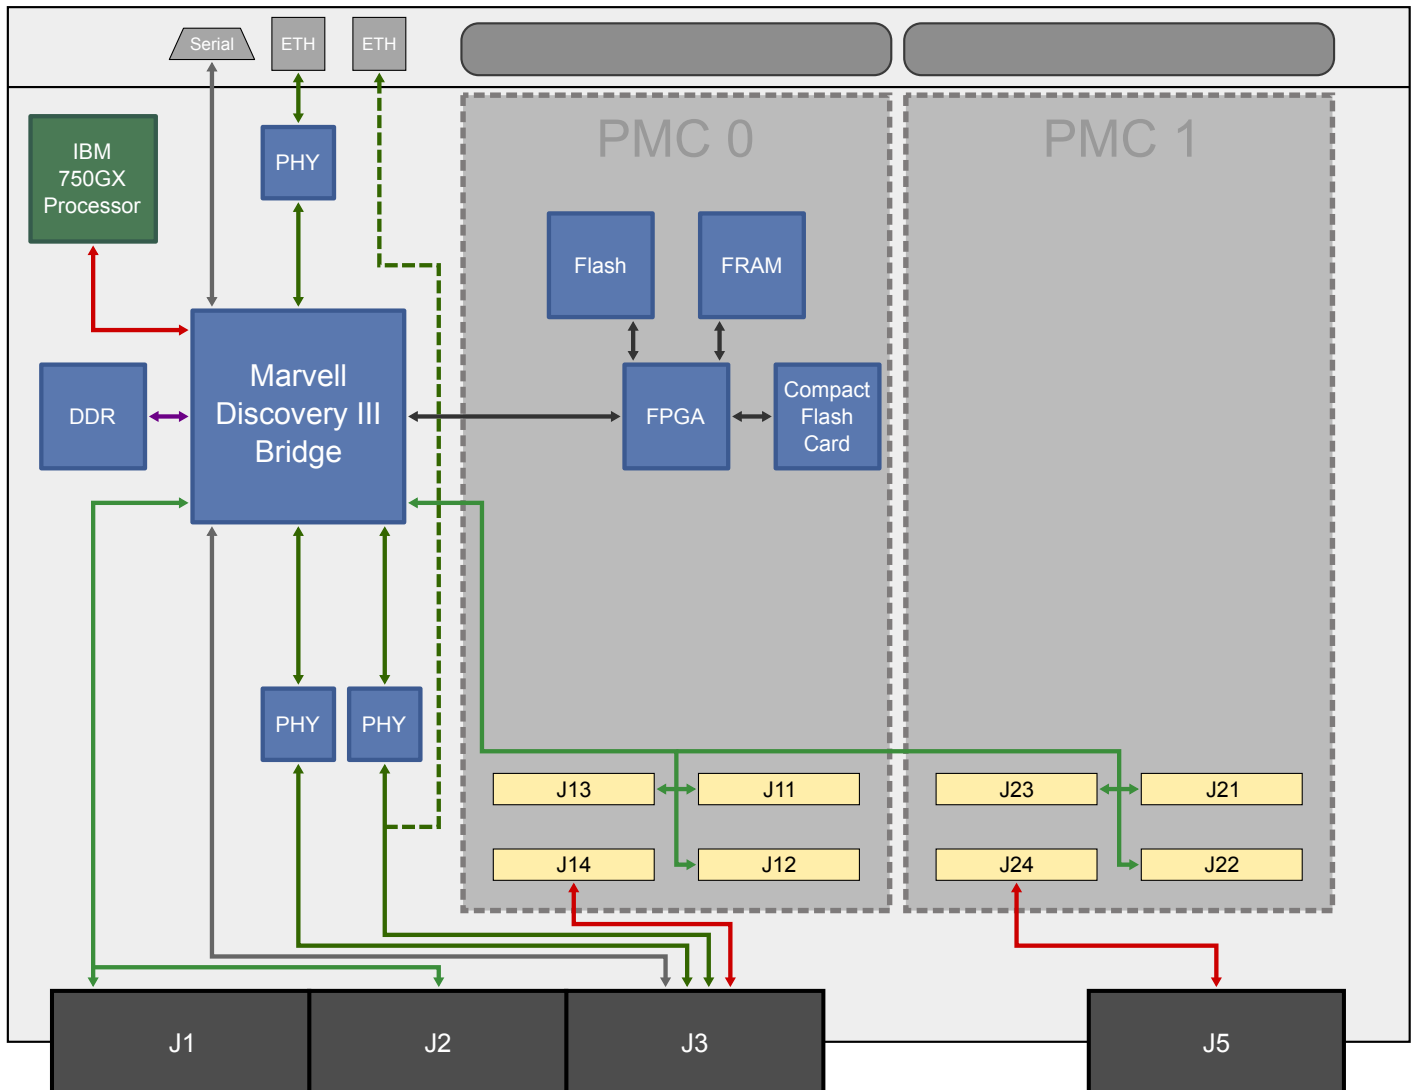 Serial
ETH
ETH
PMC 0
PMC 1
IBM
750GX
Processor
PHY
Flash
FRAM
Marvell
Discovery III
Bridge
DDR
FPGA
Compact
Flash
Card
PHY
PHY
J13
J11
J23
J21
J14
J12
J24
J22
J1
J2
J3
J5